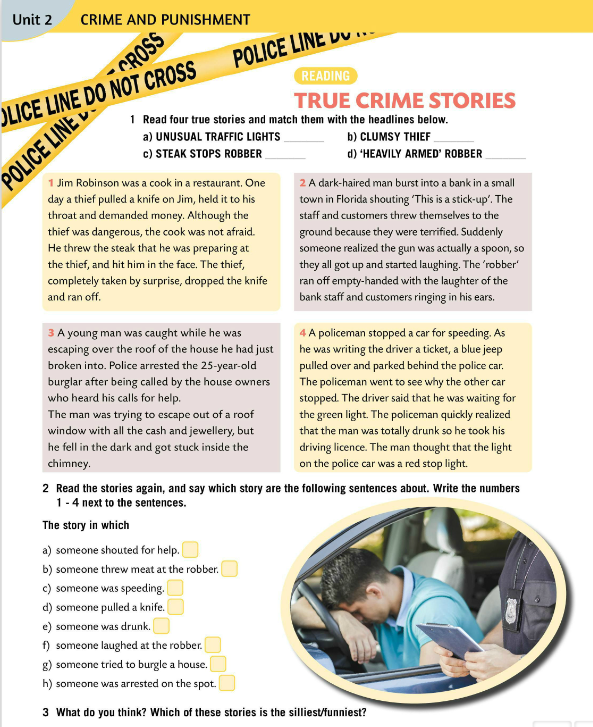 Unit 2 CRIME AND PUNISHMENT
CROSS
POLICE LINE DO NOT
OLICE LINE DO NOT CROSS
POLICE LINE
READING
TRUE CRIME STORIES
1 Read four true stories and match them with the headlines below.
a) UNUSUAL TRAFFIC LIGHTS ________ b) CLUMSY THIEF ________
c) STEAK STOPS ROBBER ________ d) 'HEAVILY ARMED' ROBBER ________
1 Jim Robinson was a cook in a restaurant. One
day a thief pulled a knife on Jim, held it to his
throat and demanded money. Although the
thief was dangerous, the cook was not afraid.
He threw the steak that he was preparing at
the thief, and hit him in the face. The thief,
completely taken by surprise, dropped the knife
and ran off.
2 A dark-haired man burst into a bank in a small
town in Florida shouting 'This is a stick-up'. The
staff and customers threw themselves to the
ground because they were terrified. Suddenly
someone realized the gun was actually a spoon, so
they all got up and started laughing. The 'robber'
ran off empty-handed with the laughter of the
bank staff and customers ringing in his ears.
3 A young man was caught while he was
escaping over the roof of the house he had just
broken into. Police arrested the 25-year-old
burglar after being called by the house owners
who heard his calls for help.
The man was trying to escape out of a roof
window with all the cash and jewellery, but
he fell in the dark and got stuck inside the
chimney.
4 A policeman stopped a car for speeding. As
he was writing the driver a ticket, a blue jeep
pulled over and parked behind the police car.
The policeman went to see why the other car
stopped. The driver said that he was waiting for
the green light. The policeman quickly realized
that the man was totally drunk so he took his
driving licence. The man thought that the light
on the police car was a red stop light.
2 Read the stories again, and say which story are the following sentences about. Write the numbers
1 - 4 next to the sentences.
The story in which
a) someone shouted for help.
b) someone threw meat at the robber.
c) someone was speeding.
d) someone pulled a knife.
e) someone was drunk.
f) someone laughed at the robber.
g) someone tried to burgle a house.
h) someone was arrested on the spot.
3 What do you think? Which of these stories is the silliest/funniest?